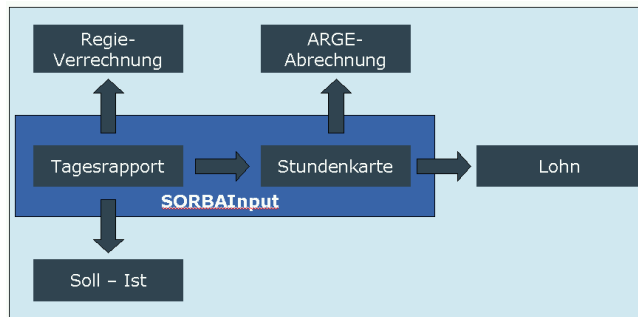 Regie-
Verrechnung
ARGE-
Abrechnung
Tagesrapport
Stundenkarte
Lohn
SORBAInput
Soll – Ist